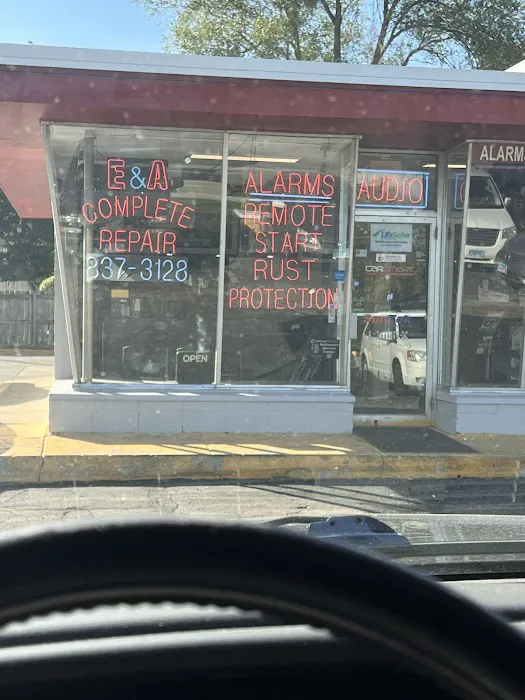 E&A
COMPLETE
REPAIR
837-3128
OPEN
ALARMS
REMOTE
START
RUST
PROTECTION
AUDIO
LifeSafer
ALARM